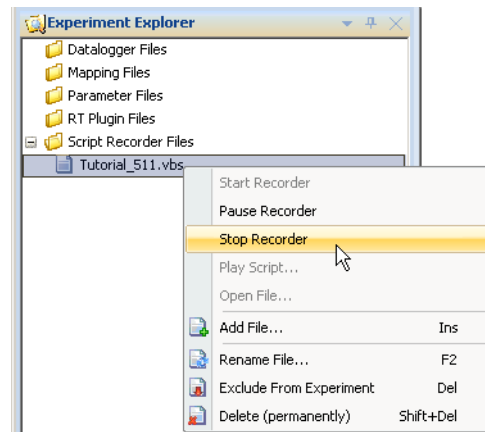 Experiment Explorer
Datalogger Files
Mapping Files
Parameter Files
RT Plugin Files
Script Recorder Files
Tutorial_511.vbs
Start Recorder
Pause Recorder
Stop Recorder
Play Script...
Open File...
Add File... Ins
Rename File... F2
Exclude From Experiment Del
Delete (permanently) Shift+Del